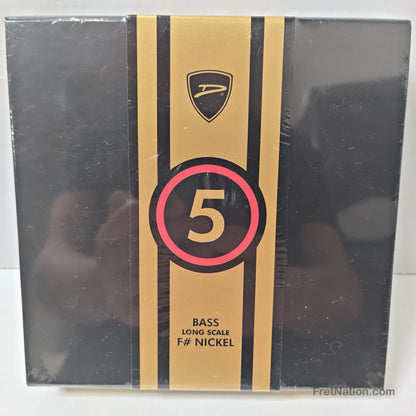 5
BASS
LONG SCALE
F# NICKEL
FretNation.com